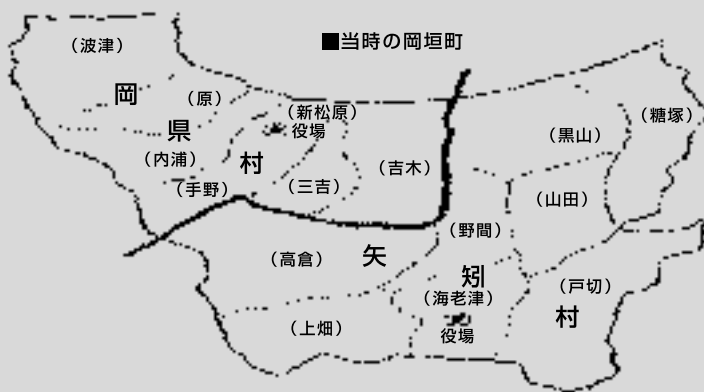 ■当時の岡垣町
（波津）
岡
（原）
県
（新松原）
役場
（内浦）
村
（手野）
（三吉）
（吉木）
（糖塚）
（黒山）
（山田）
（野間）
（高倉）
矢
矧
（海老津）
（戸切）
村
（上畑）
役場